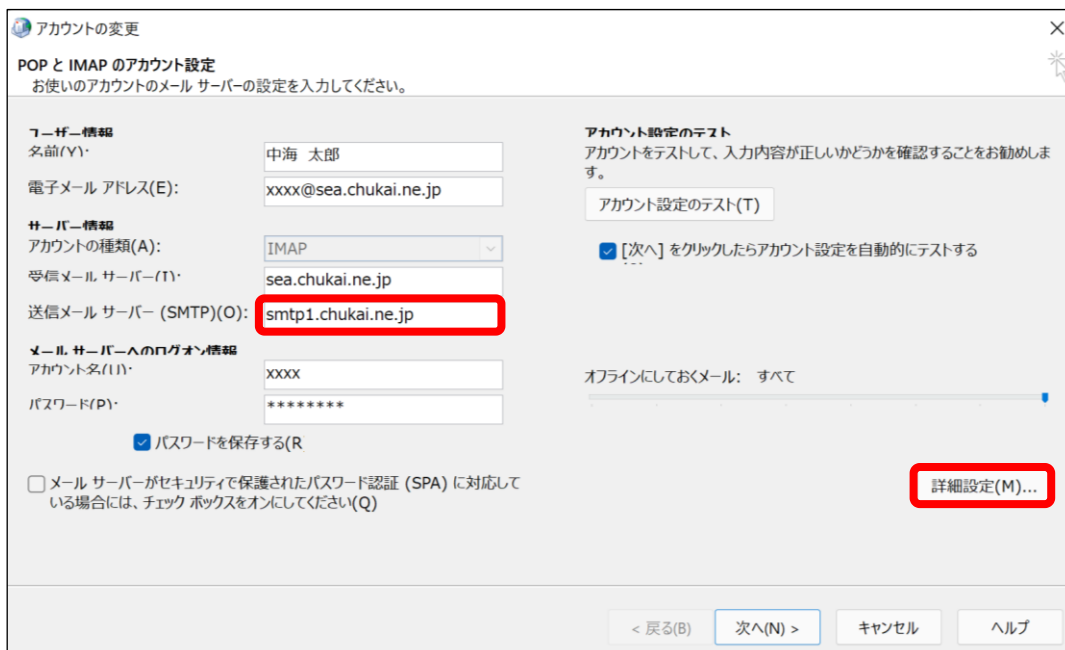 アカウントの変更
POP と IMAP のアカウント設定
お使いのアカウントのメール サーバーの設定を入力してください。
ユーザー情報
名前(Y):
中海 太郎
電子メール アドレス(E):
xxxx@sea.chukai.ne.jp
サーバー情報
アカウントの種類(A):
IMAP
受信メール サーバー(I):
sea.chukai.ne.jp
送信メール サーバー (SMTP)(O):
smtp1.chukai.ne.jp
メール サーバーへのログオン情報
アカウント名(U):
xxxx
パスワード(P):
********
パスワードを保存する(R
メール サーバーがセキュリティで保護されたパスワード認証 (SPA) に対応して
いる場合には、チェック ボックスをオンにしてください(Q)
アカウント設定のテスト
アカウントをテストして、入力内容が正しいかどうかを確認することをお勧めしま
す。
アカウント設定のテスト(T)
[次へ] をクリックしたらアカウント設定を自動的にテストする
オフラインにしておくメール: すべて
詳細設定(M)...
< 戻る(B)
次へ(N) >
キャンセル
ヘルプ